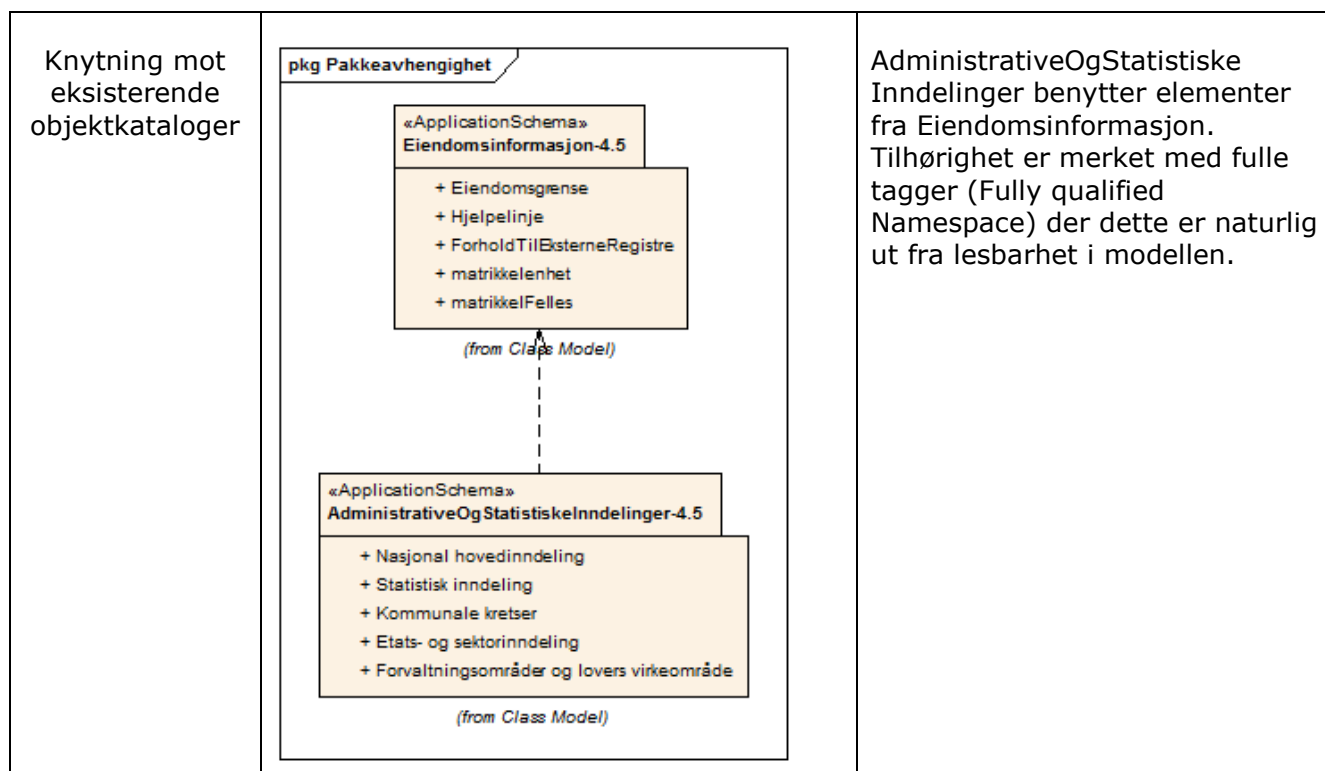 Knytning mot
eksisterende
objektkataloger
pkg Pakkeavhengighet
«ApplicationSchema»
Eiendomsinformasjon-4.5
+ Eiendomsgrense
+ Hjelpelinje
+ ForholdTilEksterneRegistre
+ matrikkelenhet
+ matrikkelFelles
(from Class Model)
«ApplicationSchema»
AdministrativeOgStatistiskeInndelinger-4.5
+ Nasjonal hovedinndeling
+ Statistisk inndeling
+ Kommunale kretser
+ Etats- og sektorinndeling
+ Forvaltningsområder og lovers virkeområde
(from Class Model)
AdministrativeOgStatistiske
Inndelinger benytter elementer
fra Eiendomsinformasjon.
Tilhørighet er merket med fulle
tagger (Fully qualified
Namespace) der dette er naturlig
ut fra lesbarhet i modellen.